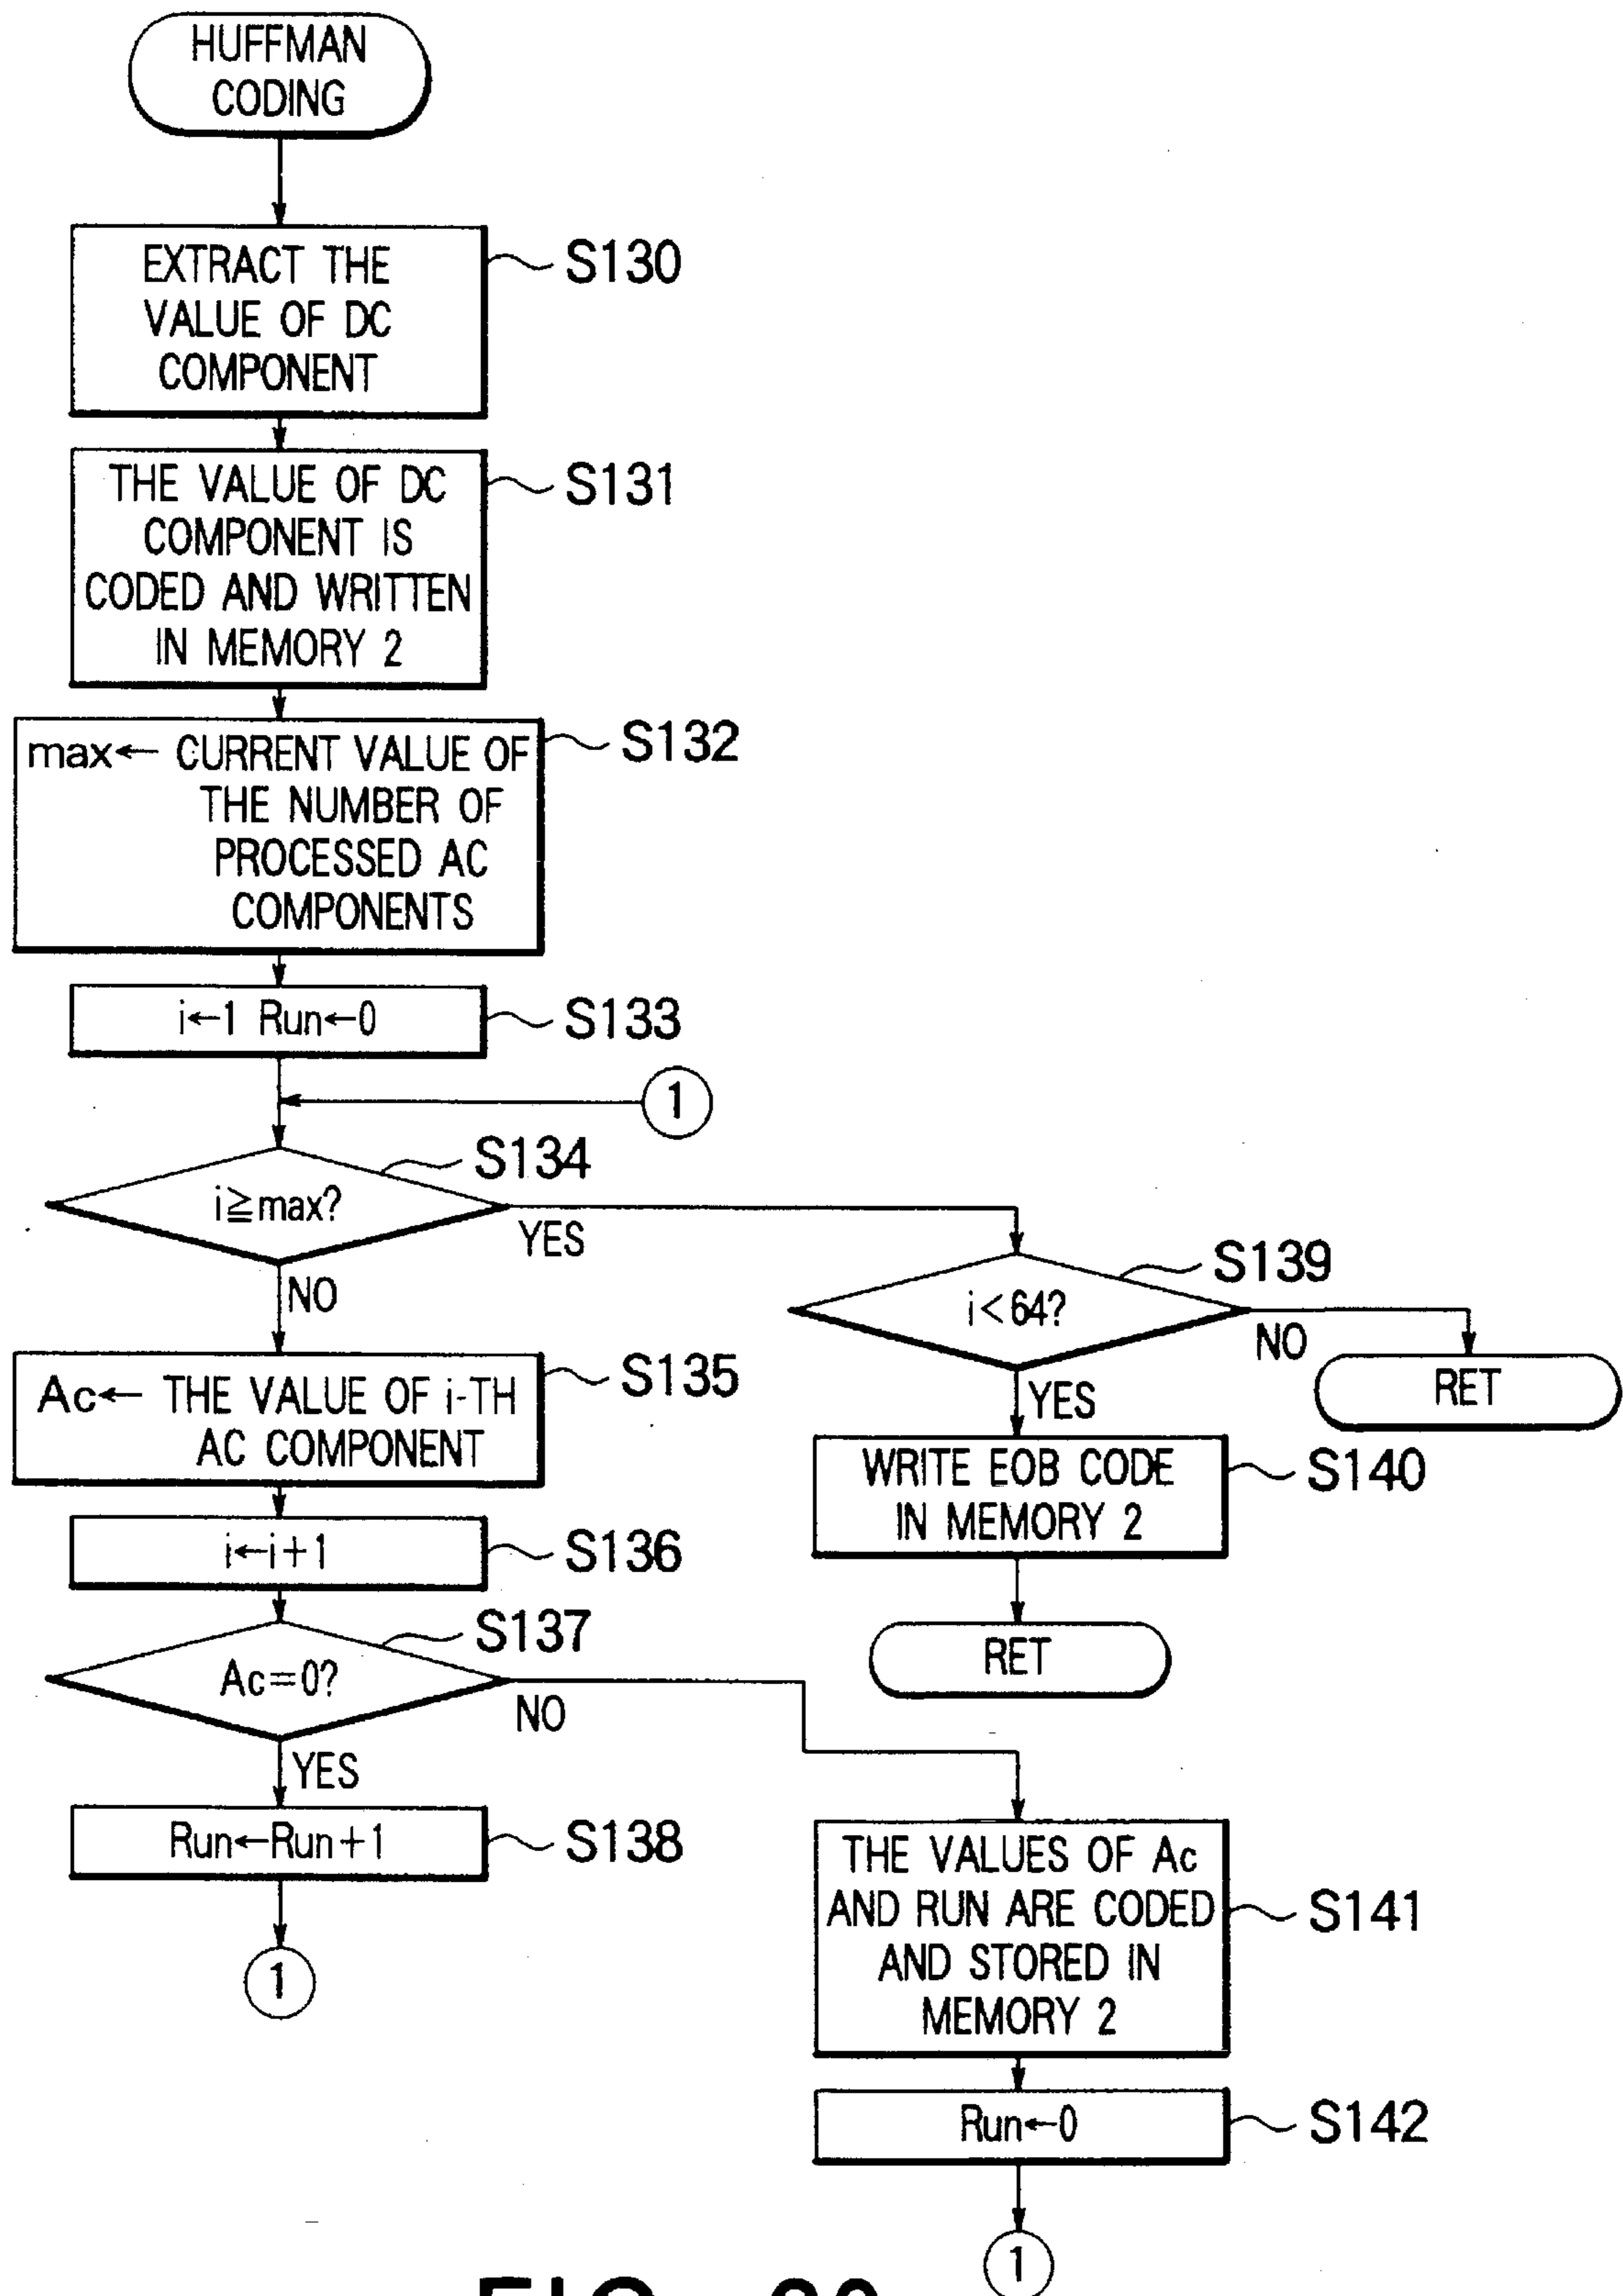 HUFFMAN
CODING
EXTRACT THE
VALUE OF DC
COMPONENT
S130
THE VALUE OF DC
COMPONENT IS
CODED AND WRITTEN
IN MEMORY 2
S131
max← CURRENT VALUE OF
THE NUMBER OF
PROCESSED AC
COMPONENTS
S132
i←1 Run←0
S133
1
S134
i≧max?
YES
NO
S139
i<64?
NO
YES
RET
Ac← THE VALUE OF i-TH
AC COMPONENT
S135
WRITE EOB CODE
IN MEMORY 2
S140
i←i+1
S136
RET
S137
Ac=0?
NO
YES
Run←Run+1
S138
1
THE VALUES OF Ac
AND RUN ARE CODED
AND STORED IN
MEMORY 2
S141
Run←0
S142
1